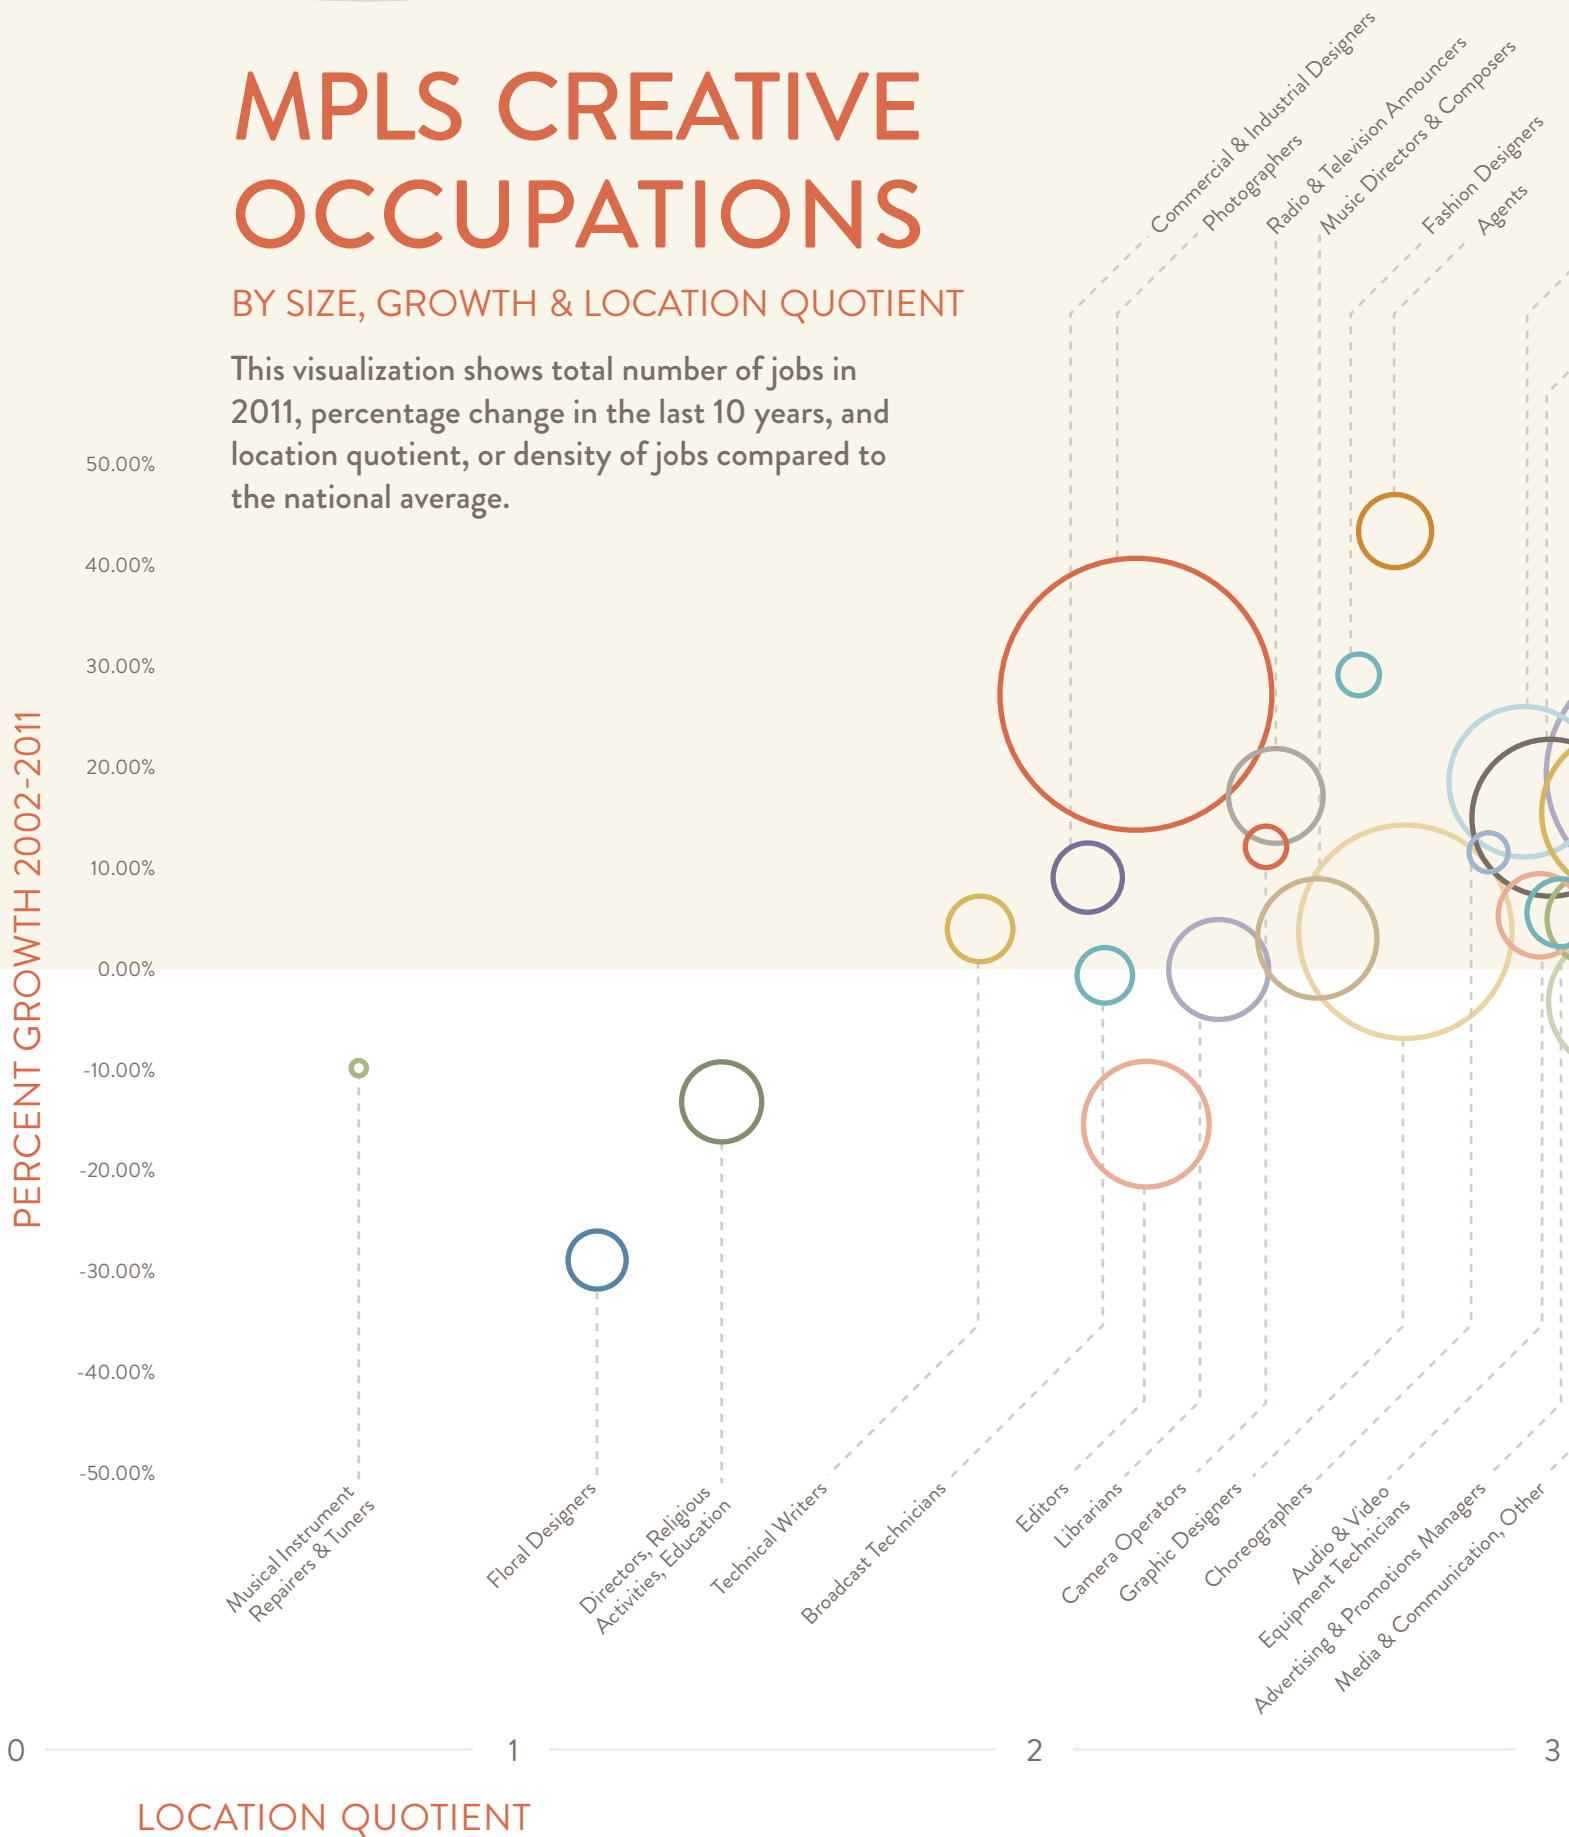 MPLS CREATIVE
OCCUPATIONS
BY SIZE, GROWTH & LOCATION QUOTIENT
This visualization shows total number of jobs in
2011, percentage change in the last 10 years, and
location quotient, or density of jobs compared to
the national average.
Commercial & Industrial Designers
Photographers
Radio & Television Announcers
Music Directors & Composers
Fashion Designers
Agents
PERCENT GROWTH 2002-2011
50.00%
40.00%
30.00%
20.00%
10.00%
0.00%
-10.00%
-20.00%
-30.00%
-40.00%
-50.00%
Musical Instrument
Repairers & Tuners
Floral Designers
Directors, Religious
Activities, Education
Technical Writers
Broadcast Technicians
Editors
Librarians
Camera Operators
Graphic Designers
Choreographers
Audio & Video
Equipment Technicians
Advertising & Promotions Managers
Media & Communication, Other
0
1
2
3
LOCATION QUOTIENT